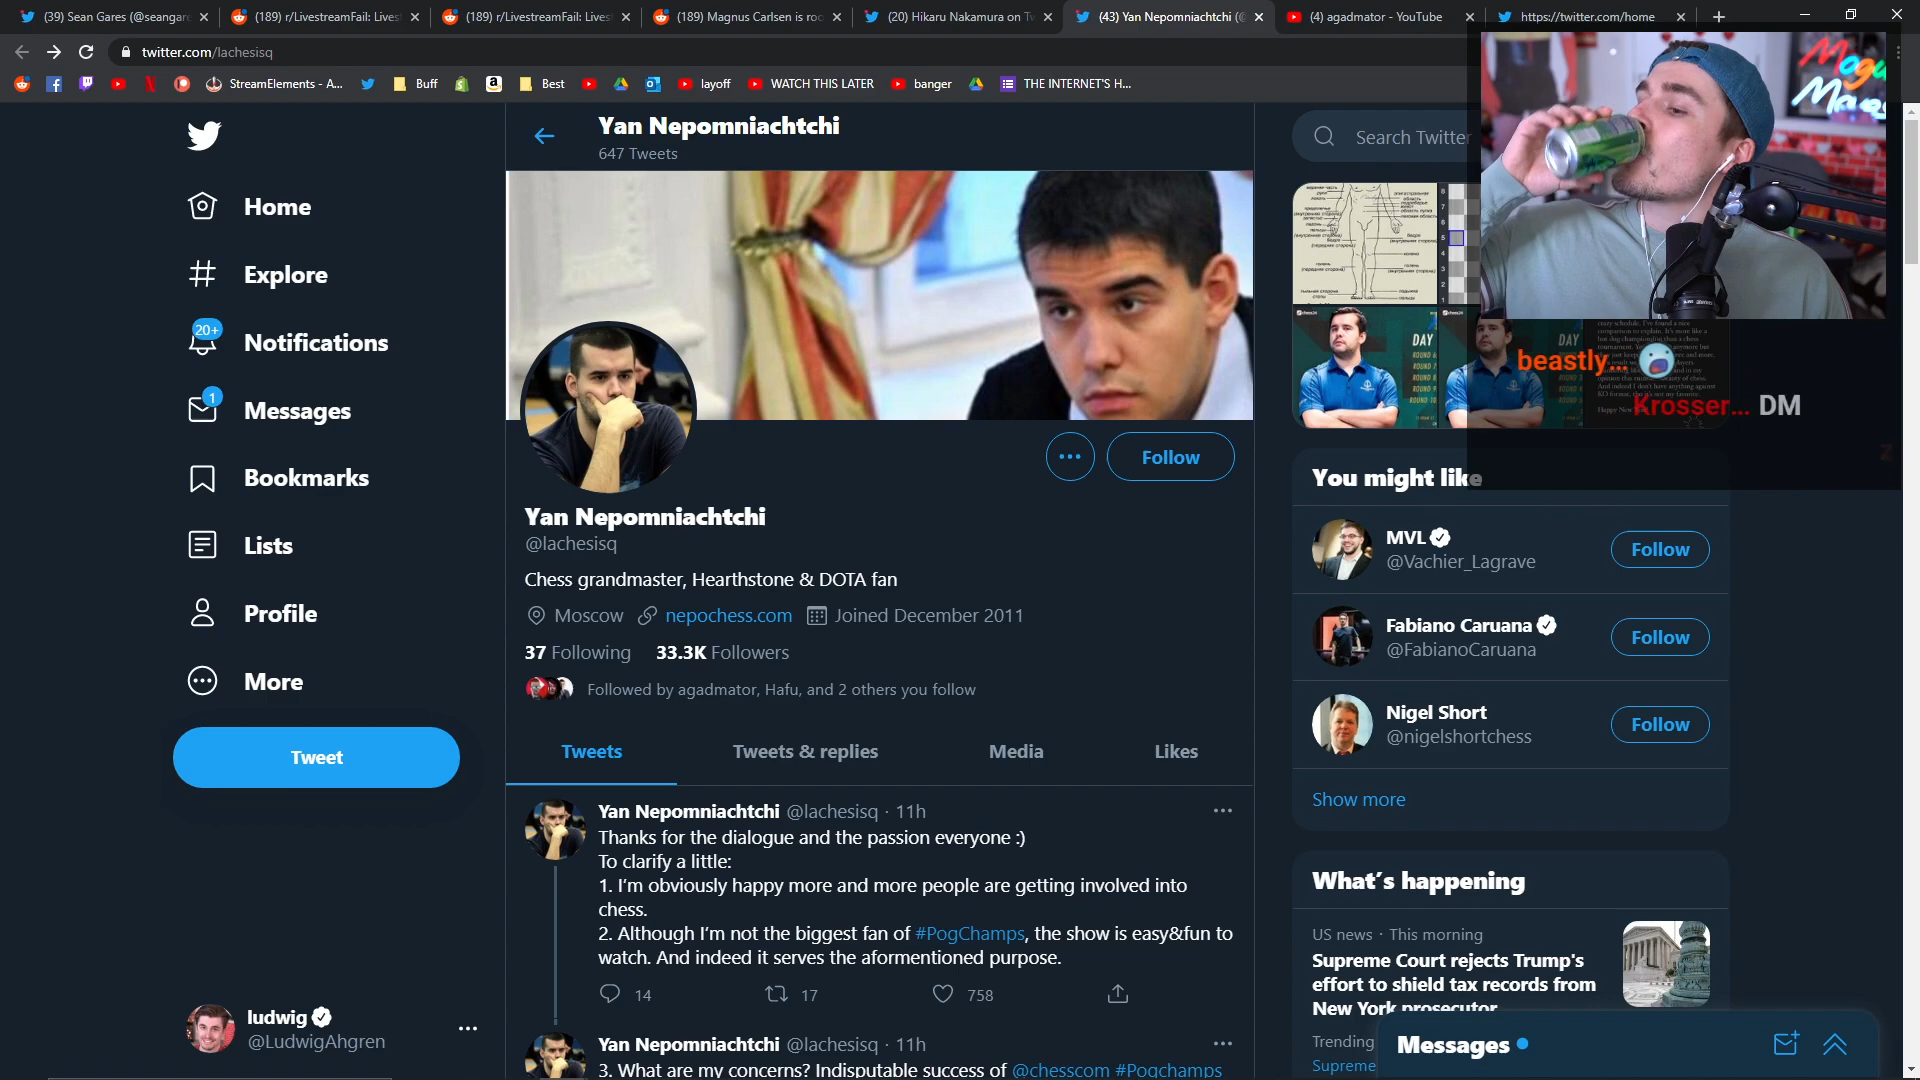 (39) Sean Gares (@seangare
(189) r/LivestreamFail: Lives
(189) r/LivestreamFail: Lives
(189) Magnus Carlsen is roo
(20) Hikaru Nakamura on Tw
(43) Yan Nepomniachtchi (@
(4) agadmator - YouTube
https://twitter.com/home
twitter.com/lachesisq
StreamElements - A...
Buff
Best
layoff
WATCH THIS LATER
banger
THE INTERNET'S H...
Home
Explore
20+
Notifications
1
Messages
Bookmarks
Lists
Profile
More
Tweet
ludwig
@LudwigAhgren
Yan Nepomniachtchi
647 Tweets
Follow
Yan Nepomniachtchi
@lachesisq
Chess grandmaster, Hearthstone & DOTA fan
Moscow nepochess.com Joined December 2011
37 Following 33.3K Followers
Followed by agadmator, Hafu, and 2 others you follow
Tweets
Tweets & replies
Media
Likes
Yan Nepomniachtchi @lachesisq · 11h
Thanks for the dialogue and the passion everyone :)
To clarify a little:
1. I'm obviously happy more and more people are getting involved into
chess.
2. Although I'm not the biggest fan of #PogChamps, the show is easy&fun to
watch. And indeed it serves the aformentioned purpose.
14
17
758
Yan Nepomniachtchi @lachesisq · 11h
3. What are my concerns? Indisputable success of @chesscom #Pogchamps
Search Twitter
Mogul
Moves
DAY
DAY
beastly...
Krosser... DM
You might like
MVL
@Vachier_Lagrave
Follow
Fabiano Caruana
@FabianoCaruana
Follow
Nigel Short
@nigelshortchess
Follow
Show more
What's happening
US news · This morning
Supreme Court rejects Trump's
effort to shield tax records from
New York prosecutor
Trending
Supreme
Messages